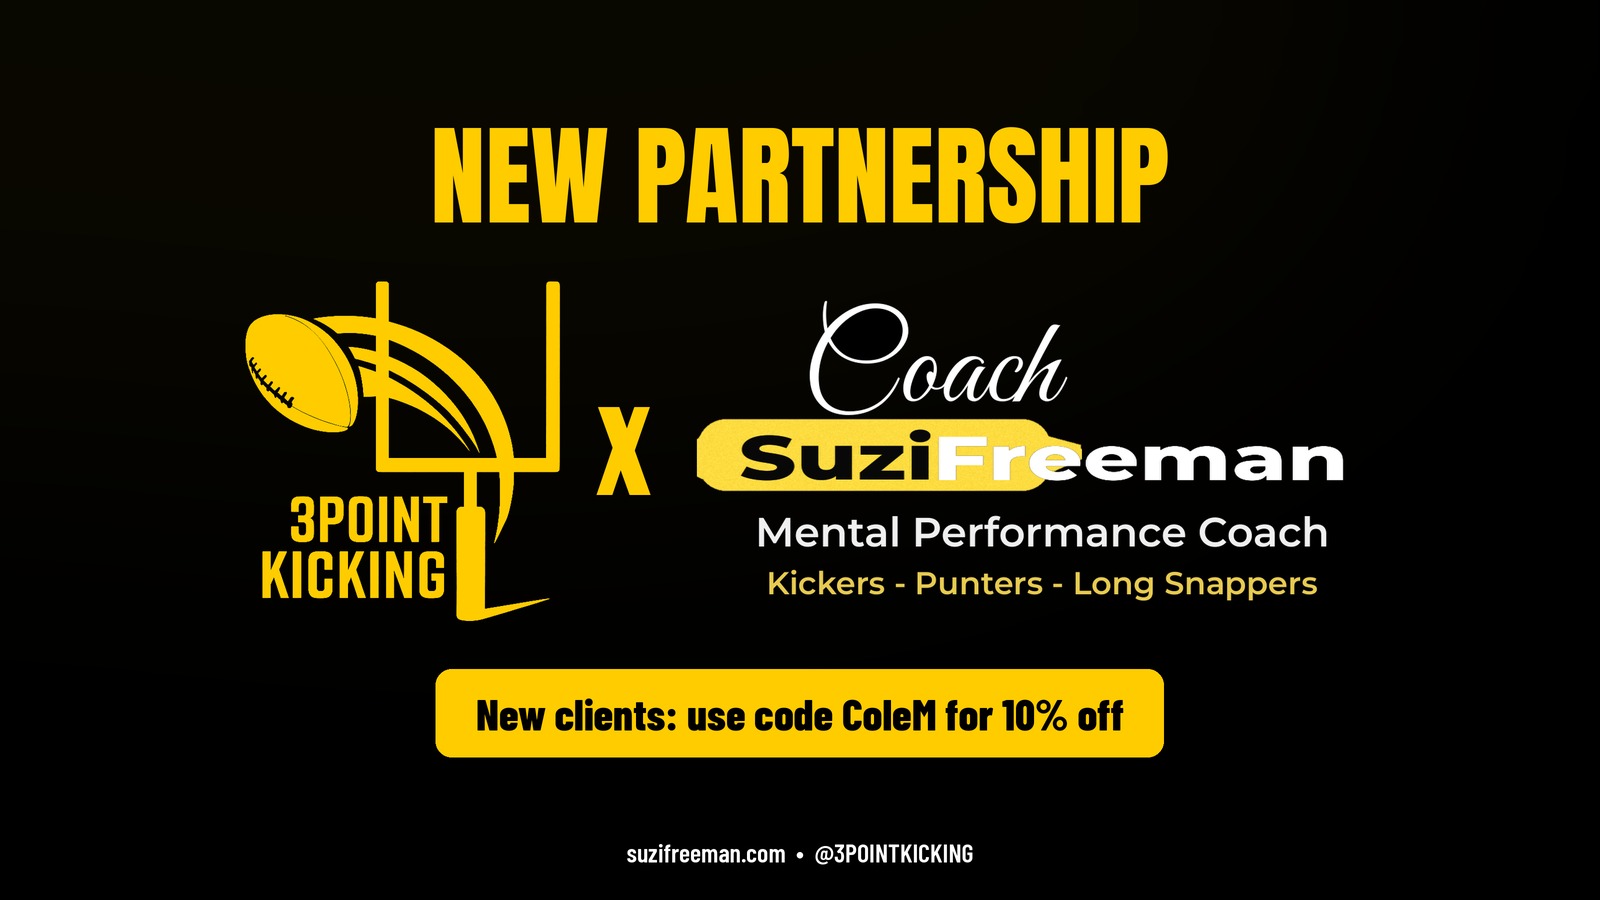 NEW PARTNERSHIP
3POINT
KICKING
X
Coach
SuziFreeman
Mental Performance Coach
Kickers - Punters - Long Snappers
New clients: use code ColeM for 10% off
suzifreeman.com • @3POINTKICKING